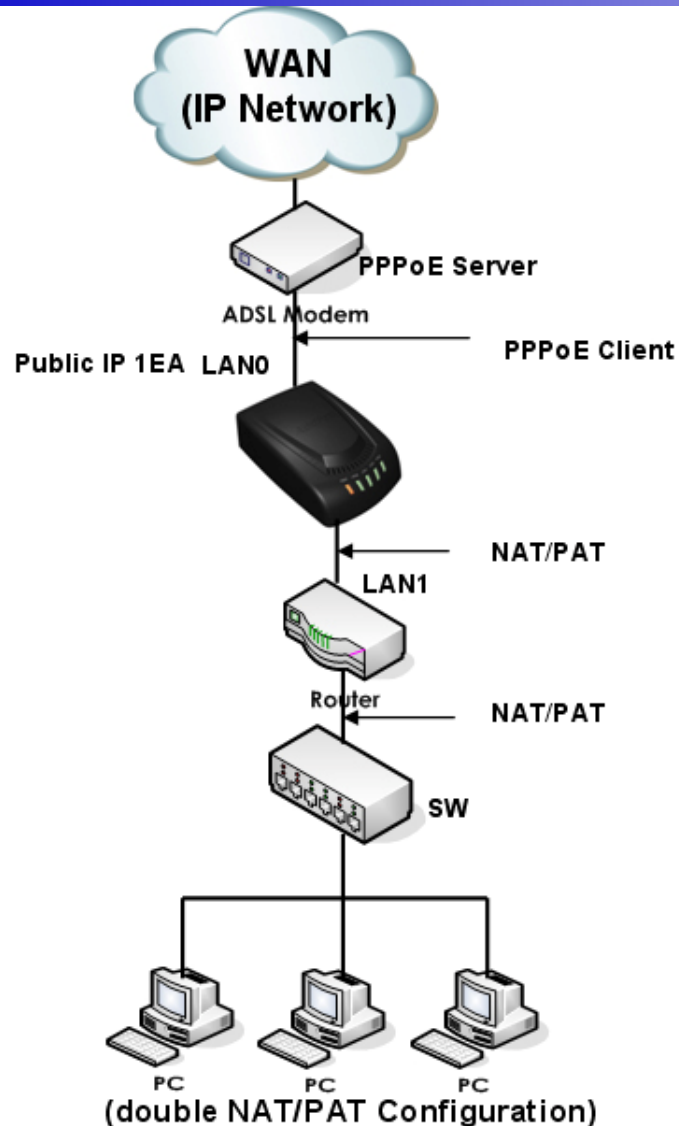 WAN
(IP Network)
PPPoE Server
ADSL Modem
PPPoE Client
Public IP 1EA LAN0
NAT/PAT
LAN1
Router
NAT/PAT
SW
PC PC PC
(double NAT/PAT Configuration)